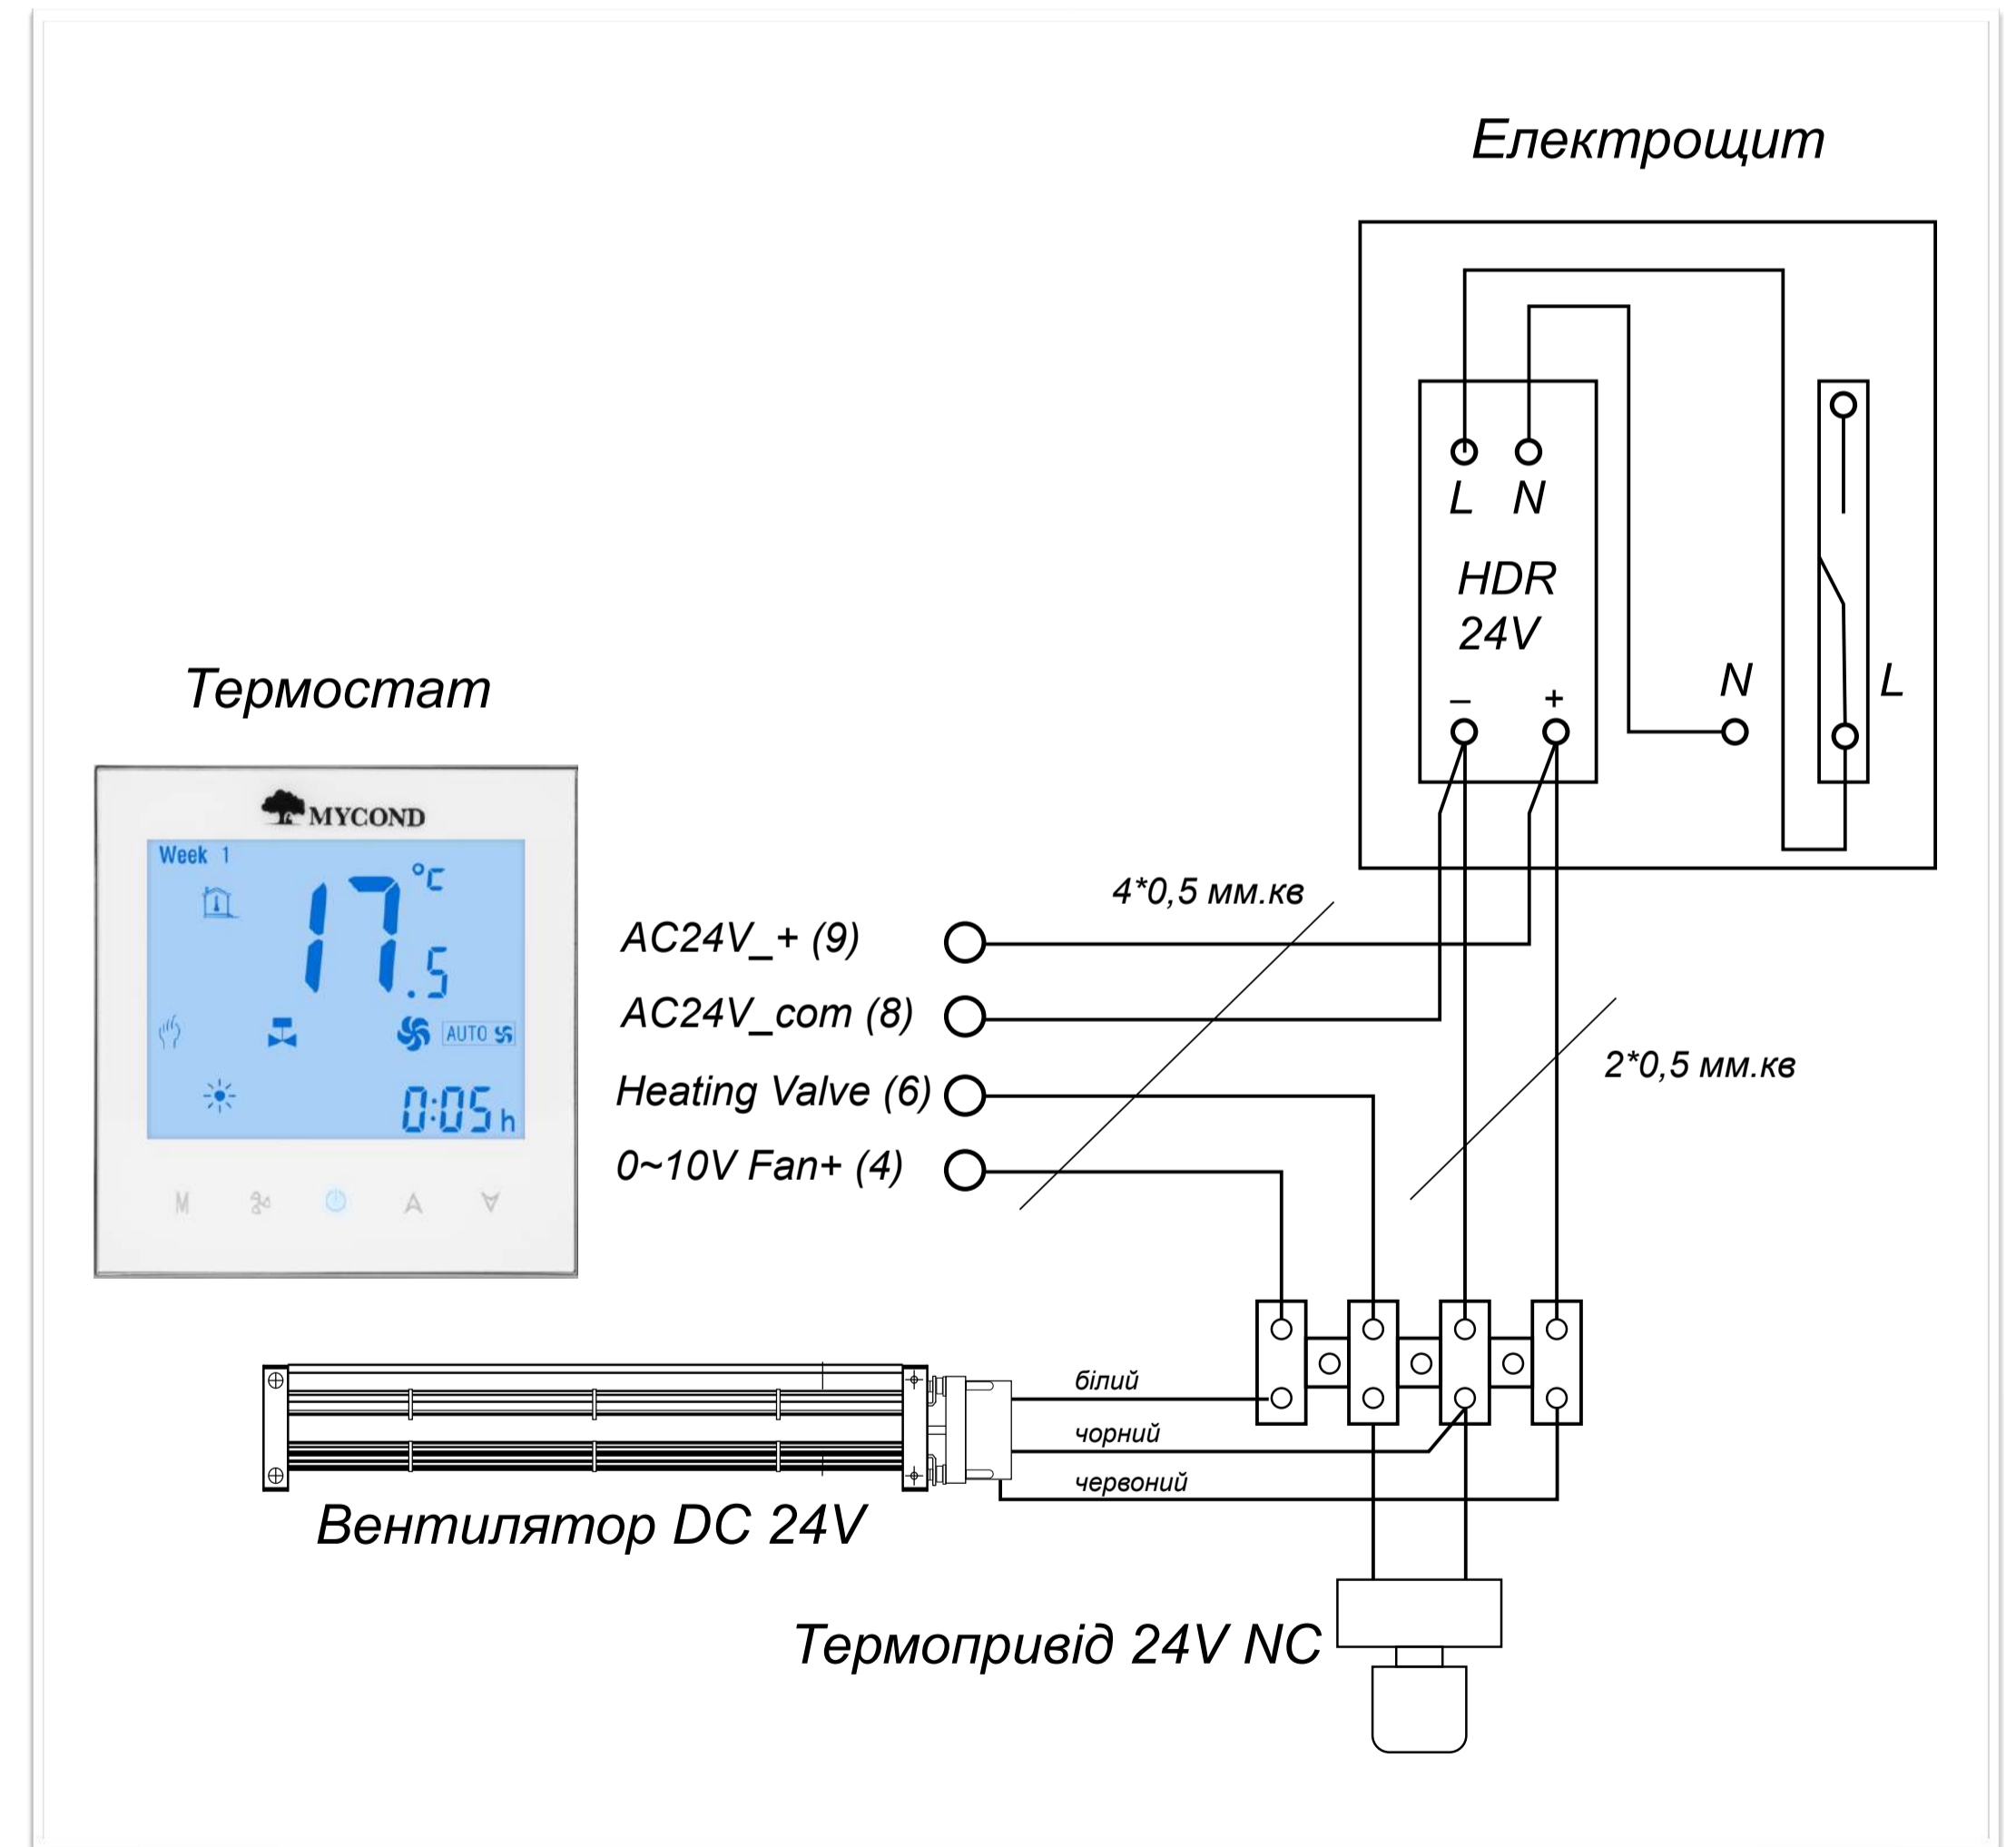 Електрощит
L N
HDR
24V
– +
N
L
Термостат
MYCOND
Week 1
17.5 °C
AUTO
0:05 h
M
4*0,5 мм.кв
AC24V_+ (9)
AC24V_com (8)
Heating Valve (6)
0~10V Fan+ (4)
2*0,5 мм.кв
білий
чорний
червоний
Вентилятор DC 24V
Термопривід 24V NC